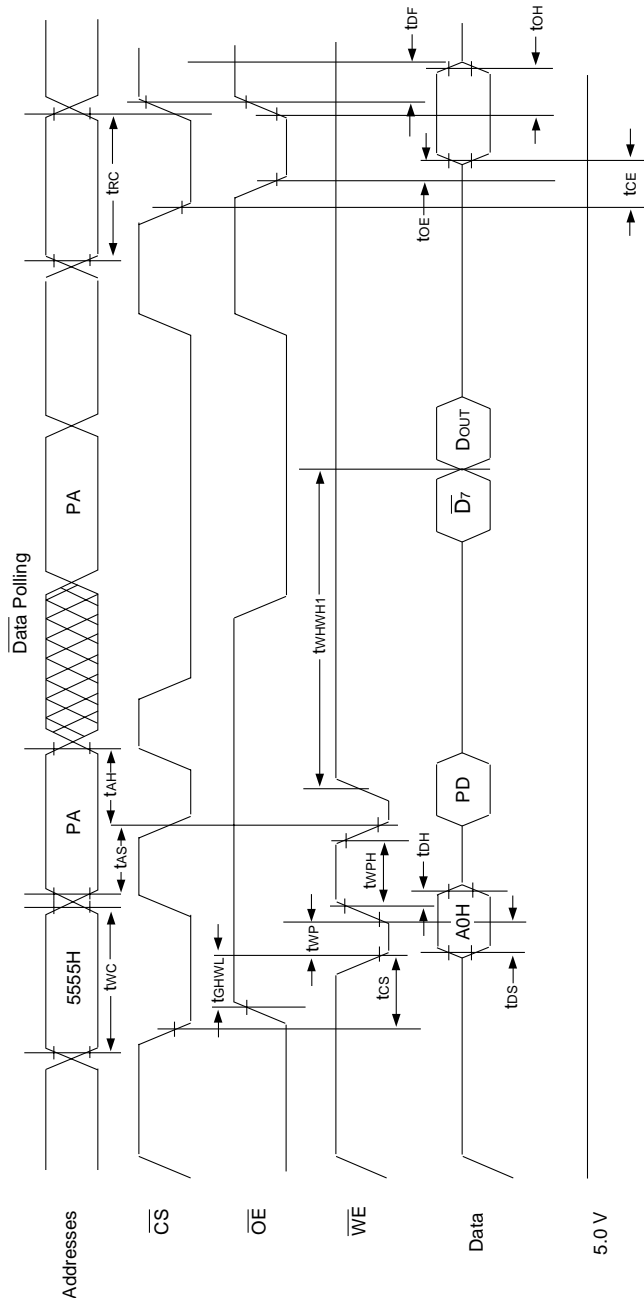 Data Polling
Addresses
5555H
PA
PA
tWC
tAS
tAH
tRC
CS
OE
tGHWL
WE
tCS
tWP
tWPH
tWHWH1
Data
A0H
PD
D7
DOUT
tDS
tDH
tOE
tDF
tOH
tCE
5.0 V